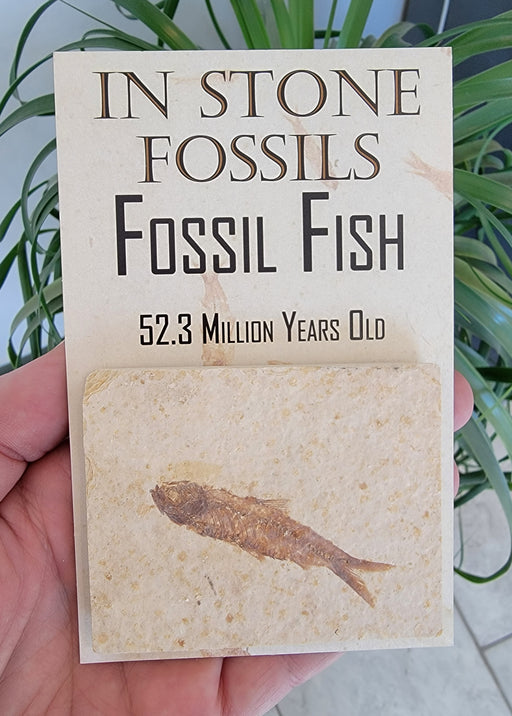 IN STONE
FOSSILS
FOSSIL FISH
52.3 MILLION YEARS OLD